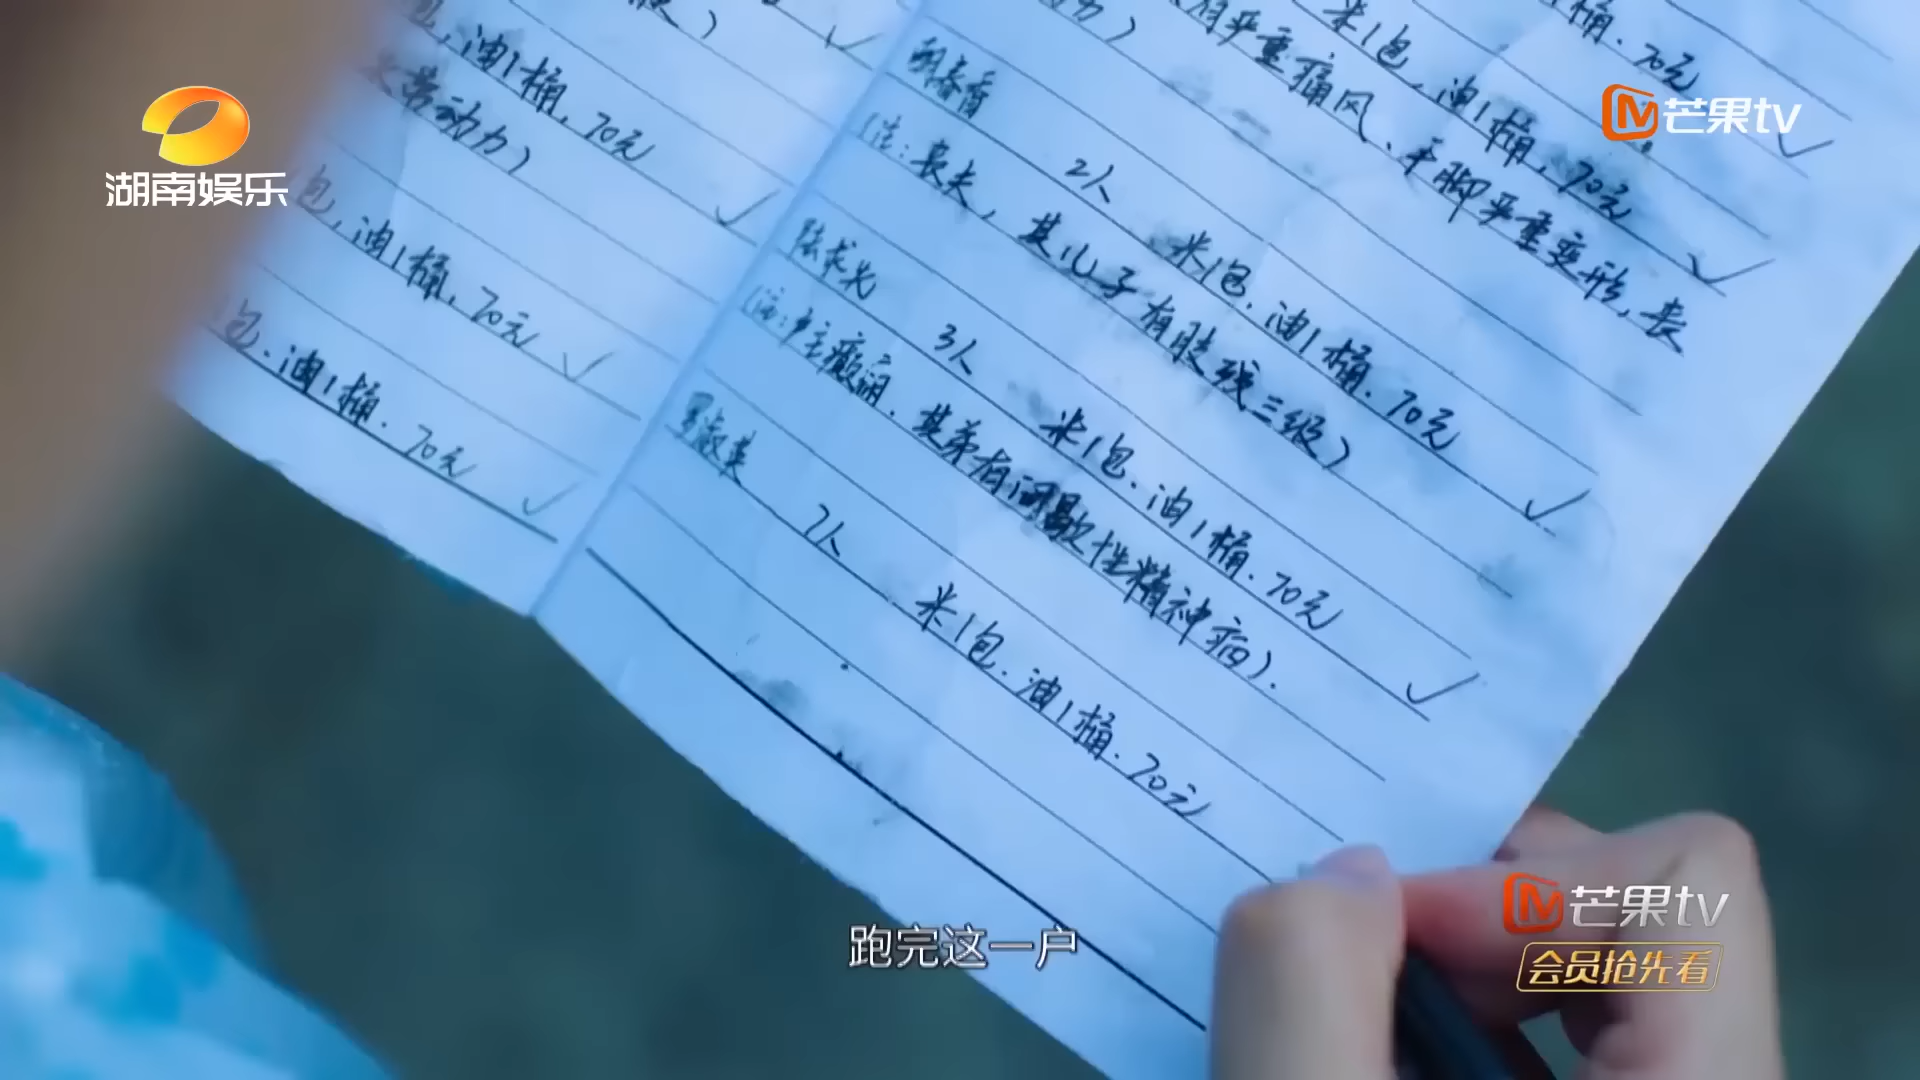 湖南娱乐
芒果tv
油1桶.70元 ✓
劳动力)
包,油1桶.70元 ✓
包.油1桶.70元 ✓
桶.70元
米1包,油1桶,70元 ✓
严重痛风、手脚严重变形,丧
2人 米1包.油1桶.70元 ✓
(注:丧夫,其儿子有肢残三级)
3人 米1包.油1桶.70元 ✓
(注:户主癫痫.其弟有间歇性精神病).
7人 米1包.油1桶.70元
跑完这一户
芒果tv
会员抢先看